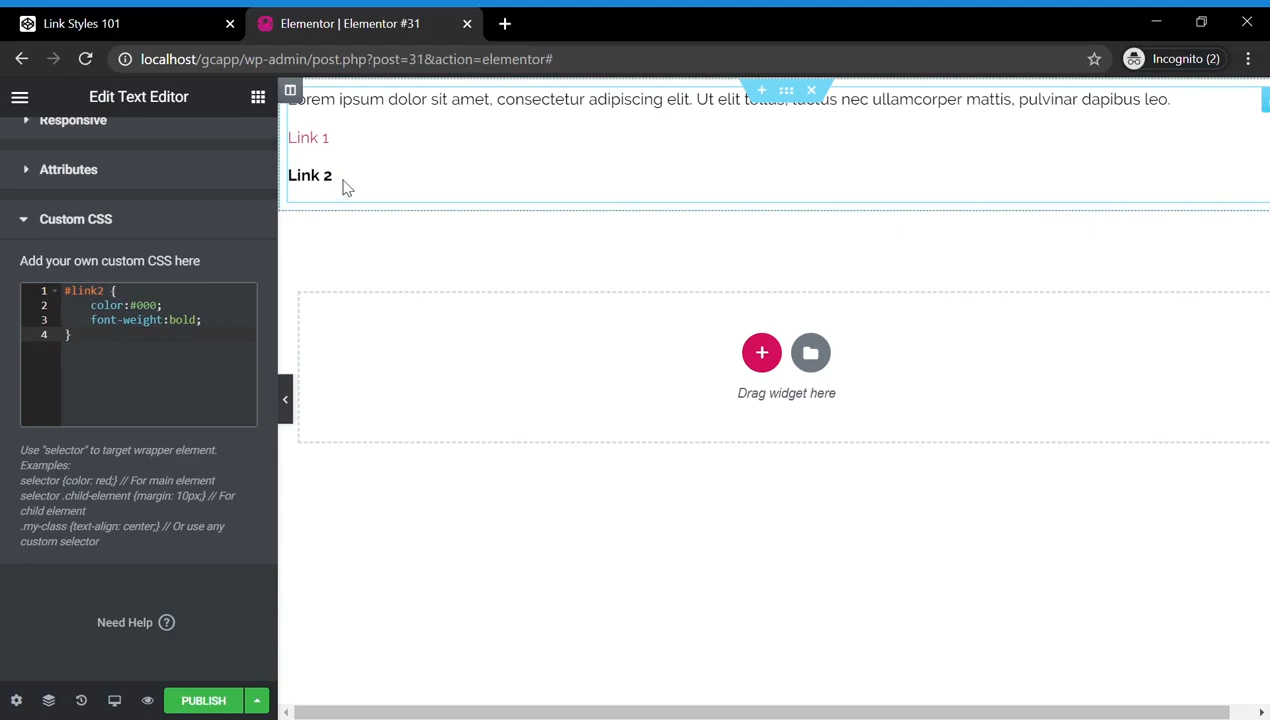 Link Styles 101
Elementor | Elementor #31
localhost/gcapp/wp-admin/post.php?post=31&action=elementor#
Incognito (2)
Edit Text Editor
Responsive
Attributes
Custom CSS
Add your own custom CSS here
1 #link2 {
2 color:#000;
3 font-weight:bold;
4 }
Use "selector" to target wrapper element.
Examples:
selector {color: red;} // For main element
selector .child-element {margin: 10px;} // For
child element
.my-class {text-align: center;} // Or use any
custom selector
Need Help ?
PUBLISH
Lorem ipsum dolor sit amet, consectetur adipiscing elit. Ut elit tellus, luctus nec ullamcorper mattis, pulvinar dapibus leo.
Link 1
Link 2
Drag widget here